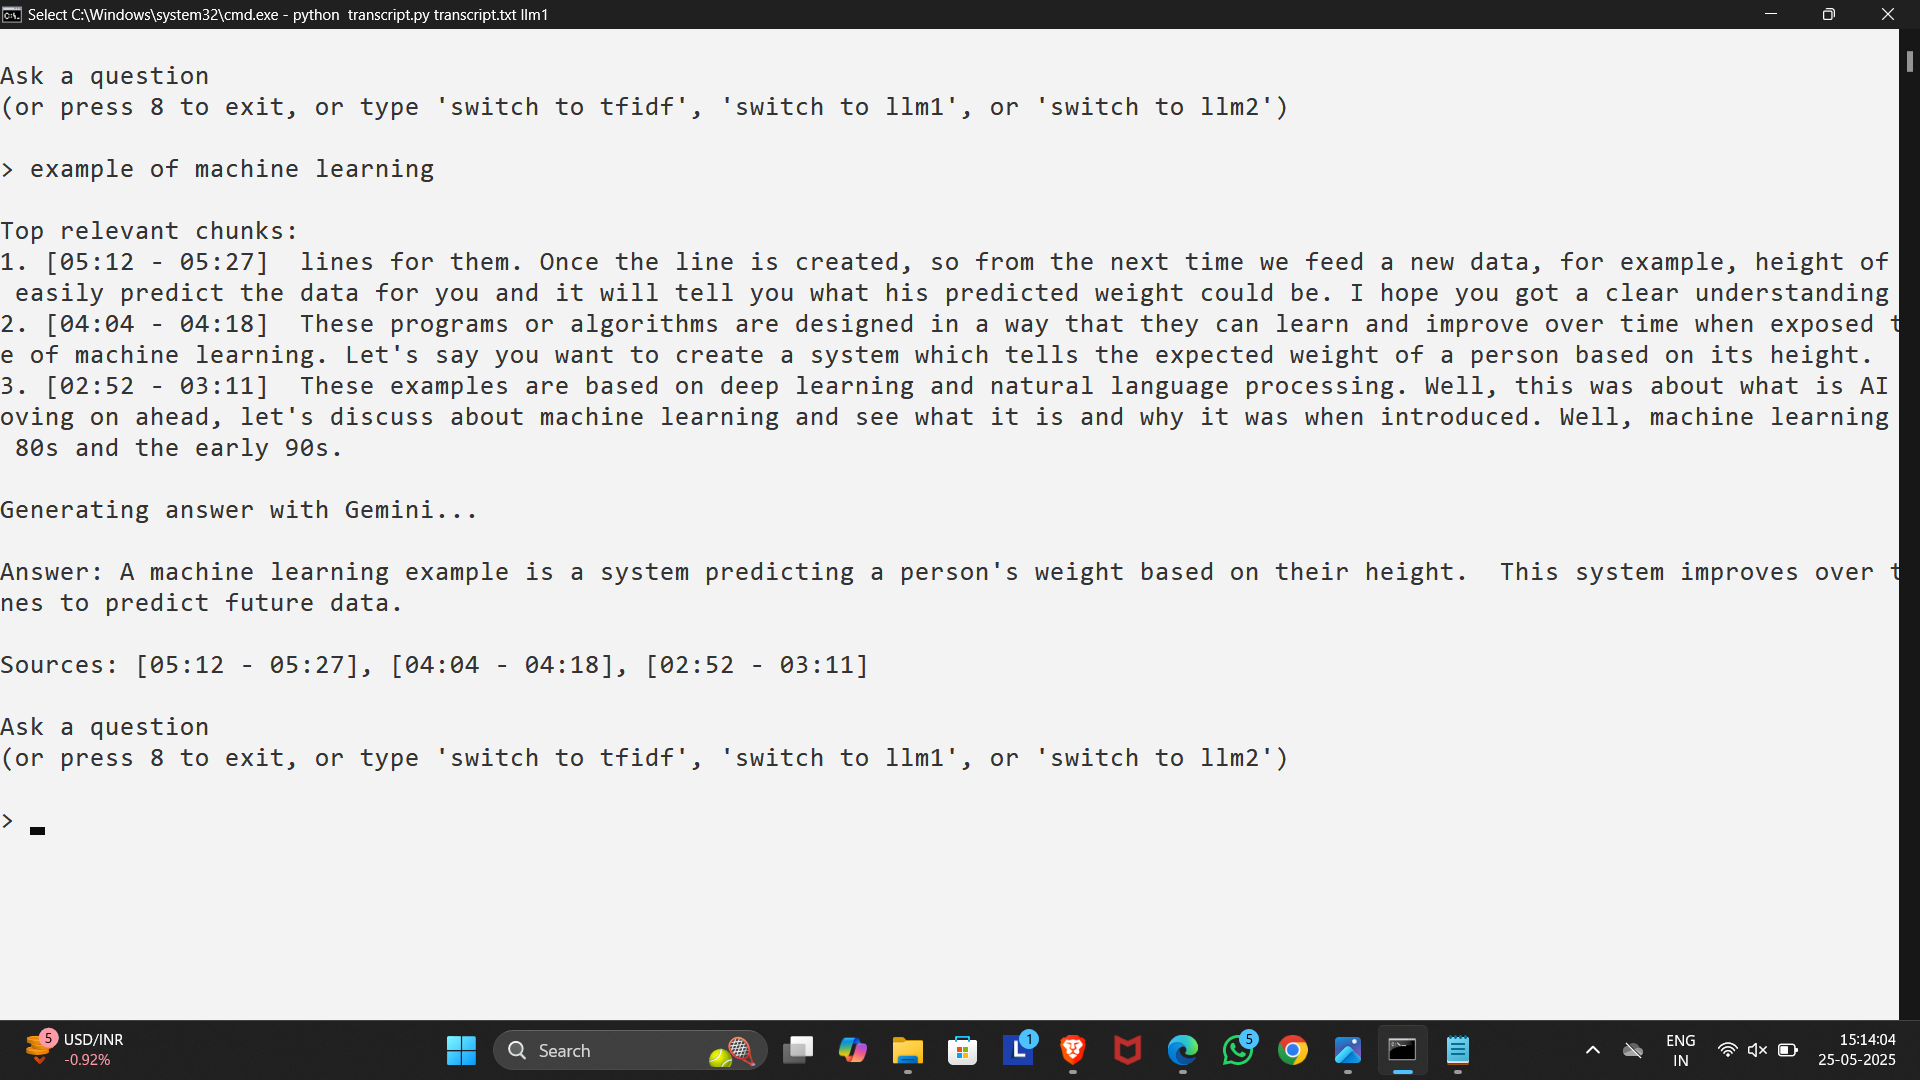 Select C:\Windows\system32\cmd.exe - python transcript.py transcript.txt llm1
Ask a question
(or press 8 to exit, or type 'switch to tfidf', 'switch to llm1', or 'switch to llm2')
> example of machine learning
Top relevant chunks:
1. [05:12 - 05:27]  lines for them. Once the line is created, so from the next time we feed a new data, for example, height of
easily predict the data for you and it will tell you what his predicted weight could be. I hope you got a clear understanding
2. [04:04 - 04:18]  These programs or algorithms are designed in a way that they can learn and improve over time when exposed t
e of machine learning. Let's say you want to create a system which tells the expected weight of a person based on its height.
3. [02:52 - 03:11]  These examples are based on deep learning and natural language processing. Well, this was about what is AI
oving on ahead, let's discuss about machine learning and see what it is and why it was when introduced. Well, machine learning
80s and the early 90s.
Generating answer with Gemini...
Answer: A machine learning example is a system predicting a person's weight based on their height.  This system improves over t
nes to predict future data.
Sources: [05:12 - 05:27], [04:04 - 04:18], [02:52 - 03:11]
Ask a question
(or press 8 to exit, or type 'switch to tfidf', 'switch to llm1', or 'switch to llm2')
>
5
USD/INR
-0.92%
Search
L
1
5
ENG
IN
15:14:04
25-05-2025